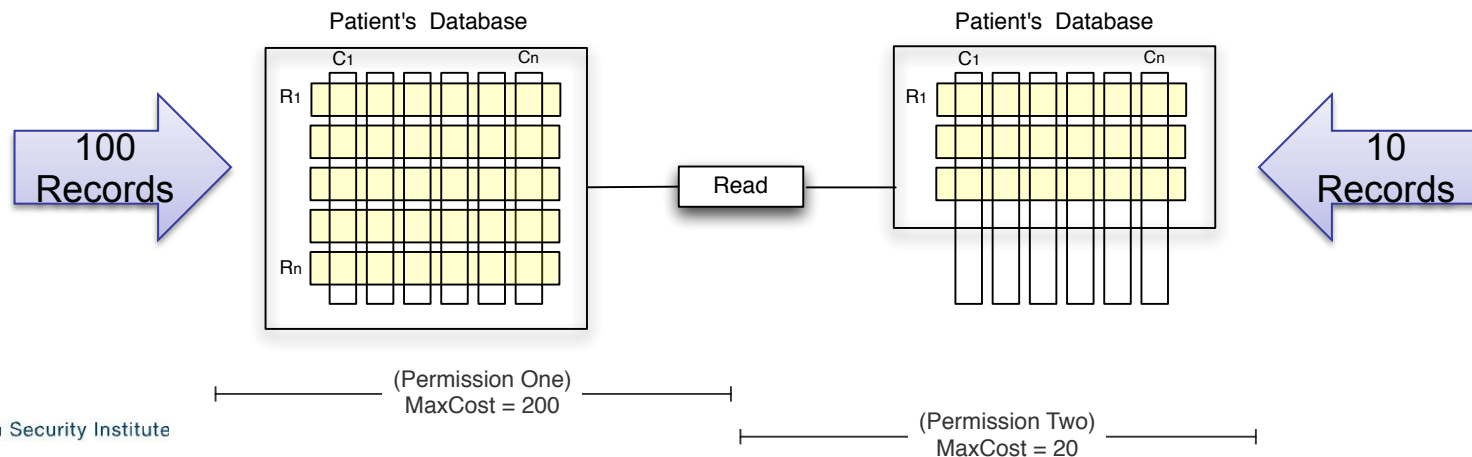 Patient's Database
C1 Cn
R1
Rn
100
Records
Read
Patient's Database
C1 Cn
R1
10
Records
(Permission One)
MaxCost = 200
(Permission Two)
MaxCost = 20
Security Institute